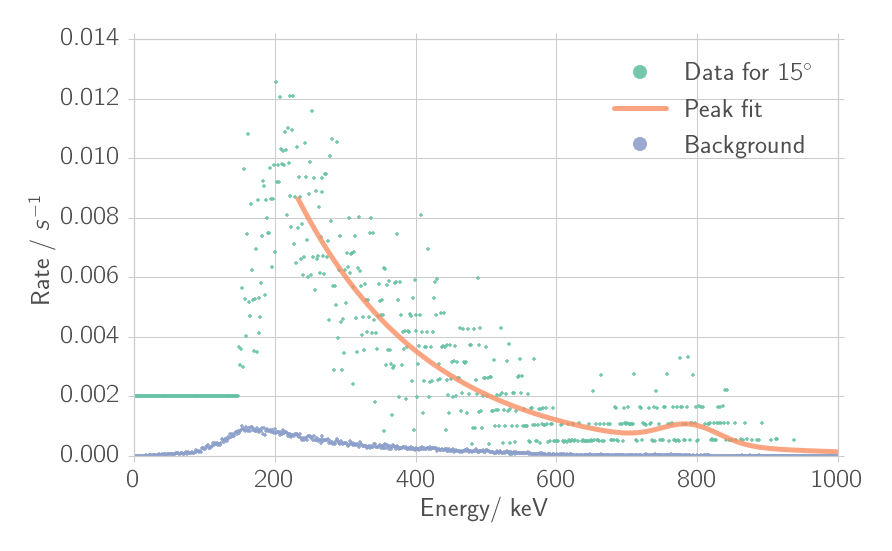 0.014
0.012
0.010
0.008
0.006
0.004
0.002
0.000
Rate / s⁻¹
0
200
400
600
800
1000
Energy/ keV
Data for 15°
Peak fit
Background